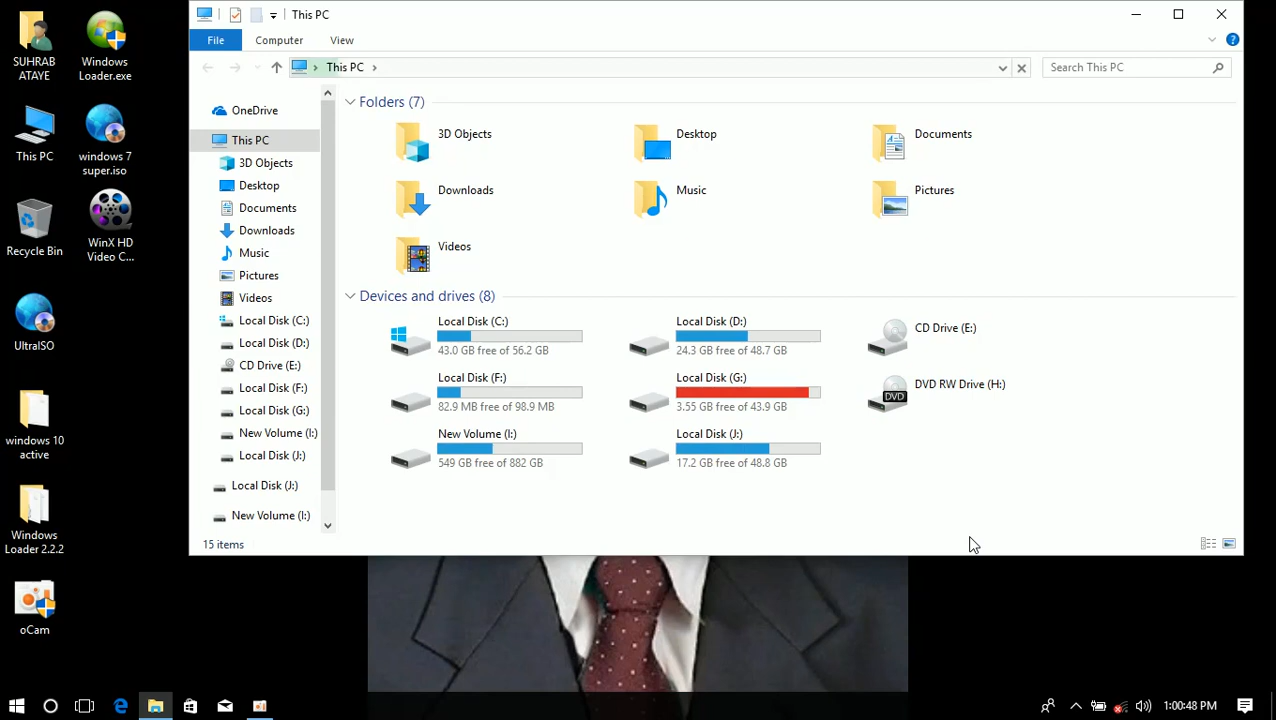 This PC
File
Computer
View
This PC
Search This PC
SUHRAB
ATAYE
Windows
Loader.exe
This PC
windows 7
super.iso
Recycle Bin
WinX HD
Video C...
UltraISO
windows 10
active
Windows
Loader 2.2.2
oCam
OneDrive
This PC
3D Objects
Desktop
Documents
Downloads
Music
Pictures
Videos
Local Disk (C:)
Local Disk (D:)
CD Drive (E:)
Local Disk (F:)
Local Disk (G:)
New Volume (I:)
Local Disk (J:)
Local Disk (J:)
New Volume (I:)
Folders (7)
3D Objects
Desktop
Documents
Downloads
Music
Pictures
Videos
Devices and drives (8)
Local Disk (C:)
43.0 GB free of 56.2 GB
Local Disk (D:)
24.3 GB free of 48.7 GB
CD Drive (E:)
Local Disk (F:)
82.9 MB free of 98.9 MB
Local Disk (G:)
3.55 GB free of 43.9 GB
DVD
DVD RW Drive (H:)
New Volume (I:)
549 GB free of 882 GB
Local Disk (J:)
17.2 GB free of 48.8 GB
15 items
1:00:48 PM